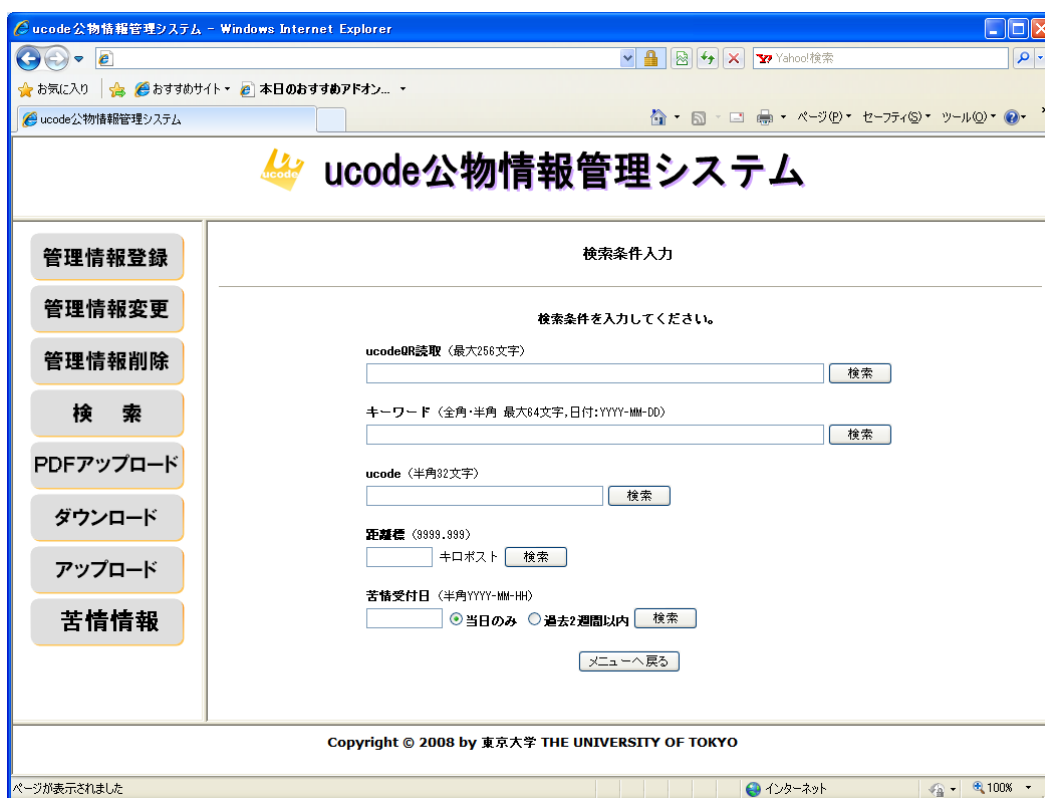 ucode公物情報管理システム - Windows Internet Explorer
Yahoo!検索
お気に入り おすすめサイト 本日のおすすめアドオン...
ucode公物情報管理システム ページ(P) セーフティ(S) ツール(O)
ucode ucode公物情報管理システム
管理情報登録
管理情報変更
管理情報削除
検 索
PDFアップロード
ダウンロード
アップロード
苦情情報
検索条件入力
検索条件を入力してください。
ucodeQR読取 (最大256文字)
検索
キーワード (全角・半角 最大64文字,日付:YYYY-MM-DD)
検索
ucode (半角32文字)
検索
距離標 (9999.999)
キロポスト 検索
苦情受付日 (半角YYYY-MM-HH)
当日のみ 過去2週間以内 検索
メニューへ戻る
Copyright © 2008 by 東京大学 THE UNIVERSITY OF TOKYO
ページが表示されました インターネット 100%